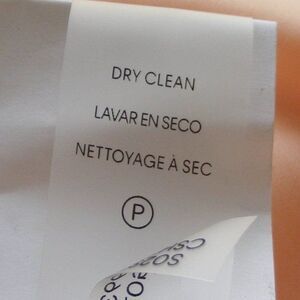 DRY CLEAN
LAVAR EN SECO
NETTOYAGE À SEC
P